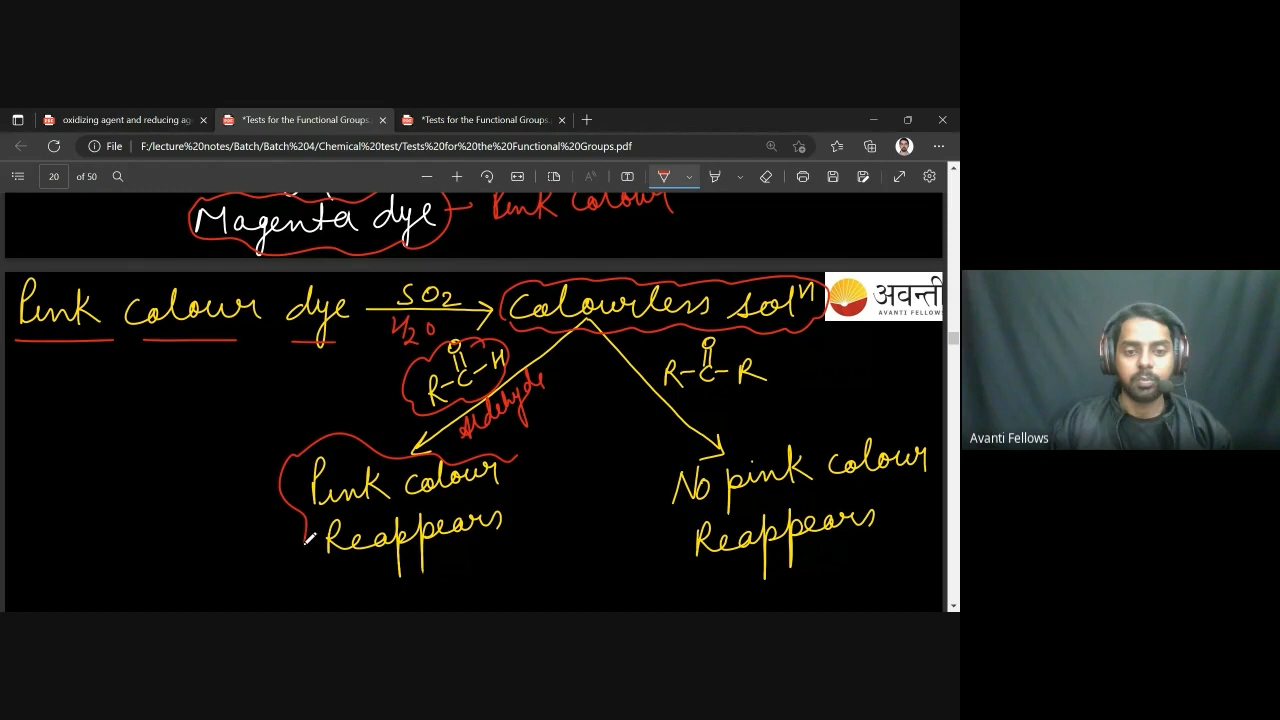 oxidizing agent and reducing ag
*Tests for the Functional Groups.
*Tests for the Functional Groups.
File
F:/lecture%20notes/Batch/Batch%204/Chemical%20test/Tests%20for%20the%20Functional%20Groups.pdf
20 of 50
Magenta dye - Pink colour
Pink colour dye SO2 H2O colourless solⁿ
अवन्ती
AVANTI FELLOWS
O O
R-C-H R-C-R
Aldehyde
Pink colour No pink colour
Reappears Reappears
Avanti Fellows